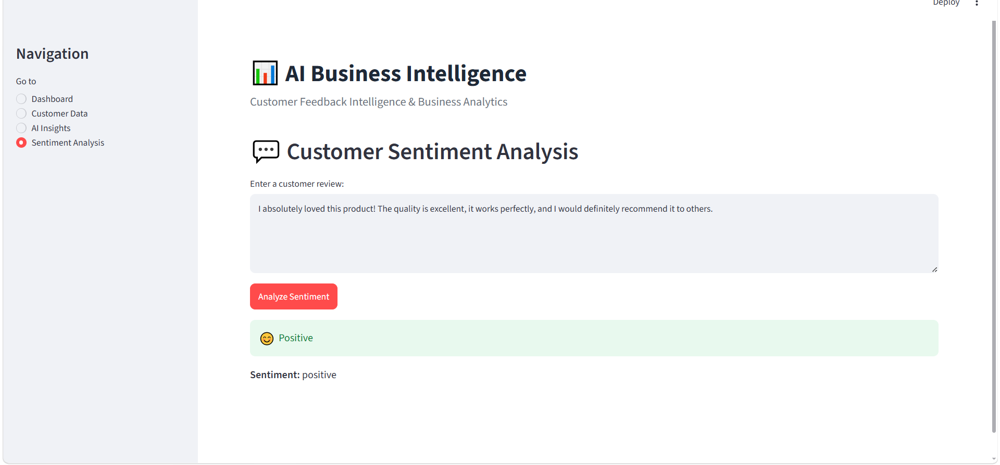 Deploy
Navigation
Go to
Dashboard
Customer Data
AI Insights
Sentiment Analysis
AI Business Intelligence
Customer Feedback Intelligence & Business Analytics
Customer Sentiment Analysis
Enter a customer review:
I absolutely loved this product! The quality is excellent, it works perfectly, and I would definitely recommend it to others.
Analyze Sentiment
Positive
Sentiment: positive